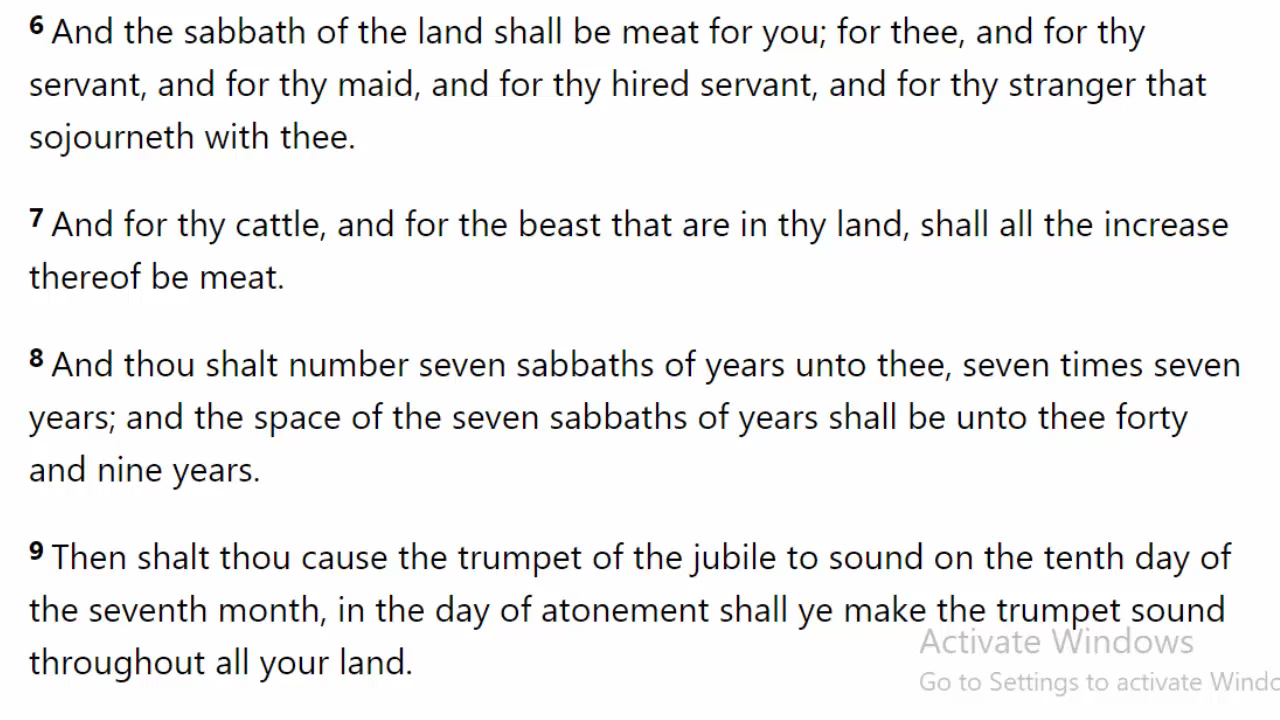 6 And the sabbath of the land shall be meat for you; for thee, and for thy
servant, and for thy maid, and for thy hired servant, and for thy stranger that
sojourneth with thee.
7 And for thy cattle, and for the beast that are in thy land, shall all the increase
thereof be meat.
8 And thou shalt number seven sabbaths of years unto thee, seven times seven
years; and the space of the seven sabbaths of years shall be unto thee forty
and nine years.
9 Then shalt thou cause the trumpet of the jubile to sound on the tenth day of
the seventh month, in the day of atonement shall ye make the trumpet sound
throughout all your land.
Activate Windows
Go to Settings to activate Windo